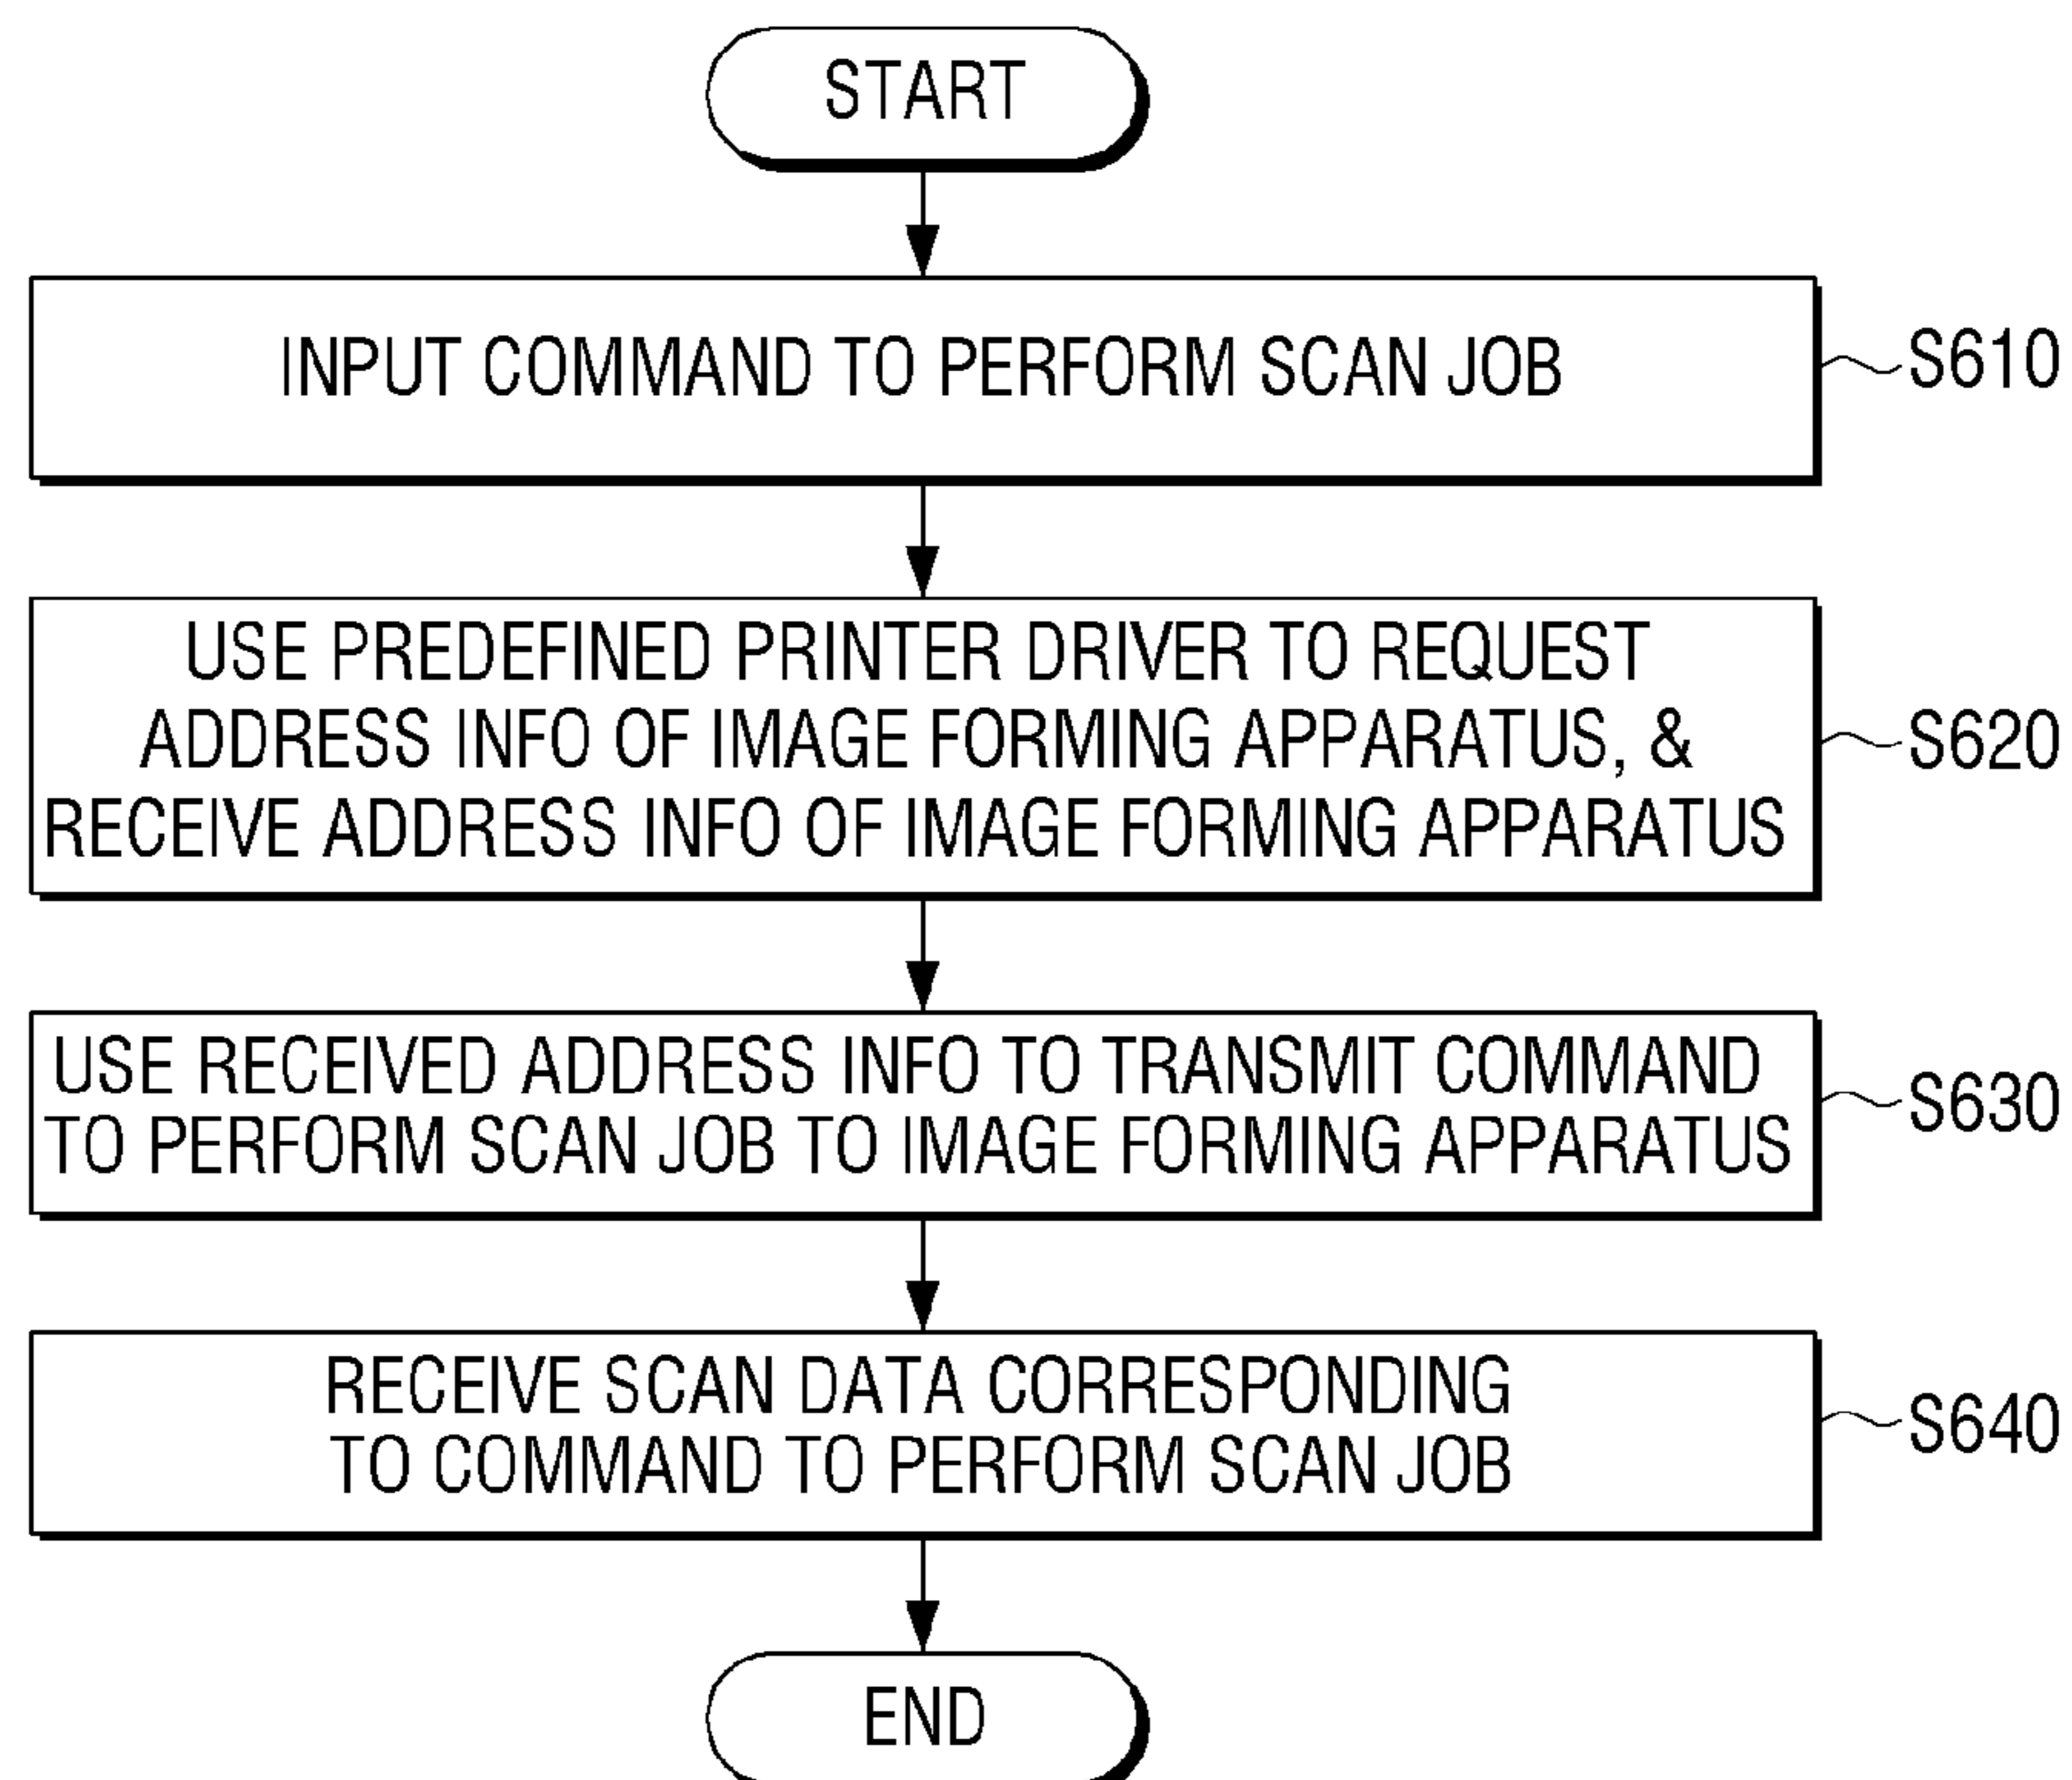 START
INPUT COMMAND TO PERFORM SCAN JOB
S610
USE PREDEFINED PRINTER DRIVER TO REQUEST
ADDRESS INFO OF IMAGE FORMING APPARATUS, &
RECEIVE ADDRESS INFO OF IMAGE FORMING APPARATUS
S620
USE RECEIVED ADDRESS INFO TO TRANSMIT COMMAND
TO PERFORM SCAN JOB TO IMAGE FORMING APPARATUS
S630
RECEIVE SCAN DATA CORRESPONDING
TO COMMAND TO PERFORM SCAN JOB
S640
END